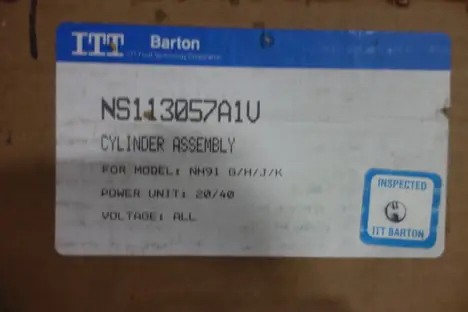 ITT Barton
NS113057A1V
CYLINDER ASSEMBLY
FOR MODEL: NH91 G/H/J/K
POWER UNIT: 20/40
VOLTAGE: ALL
INSPECTED
ITT BARTON